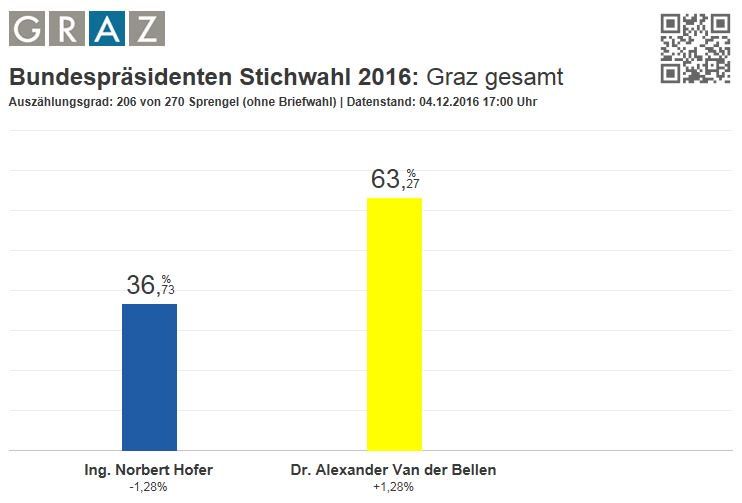 GRAZ
Bundespräsidenten Stichwahl 2016: Graz gesamt
Auszählungsgrad: 206 von 270 Sprengel (ohne Briefwahl) | Datenstand: 04.12.2016 17:00 Uhr
63,27%
36,73%
Ing. Norbert Hofer Dr. Alexander Van der Bellen
-1,28% +1,28%